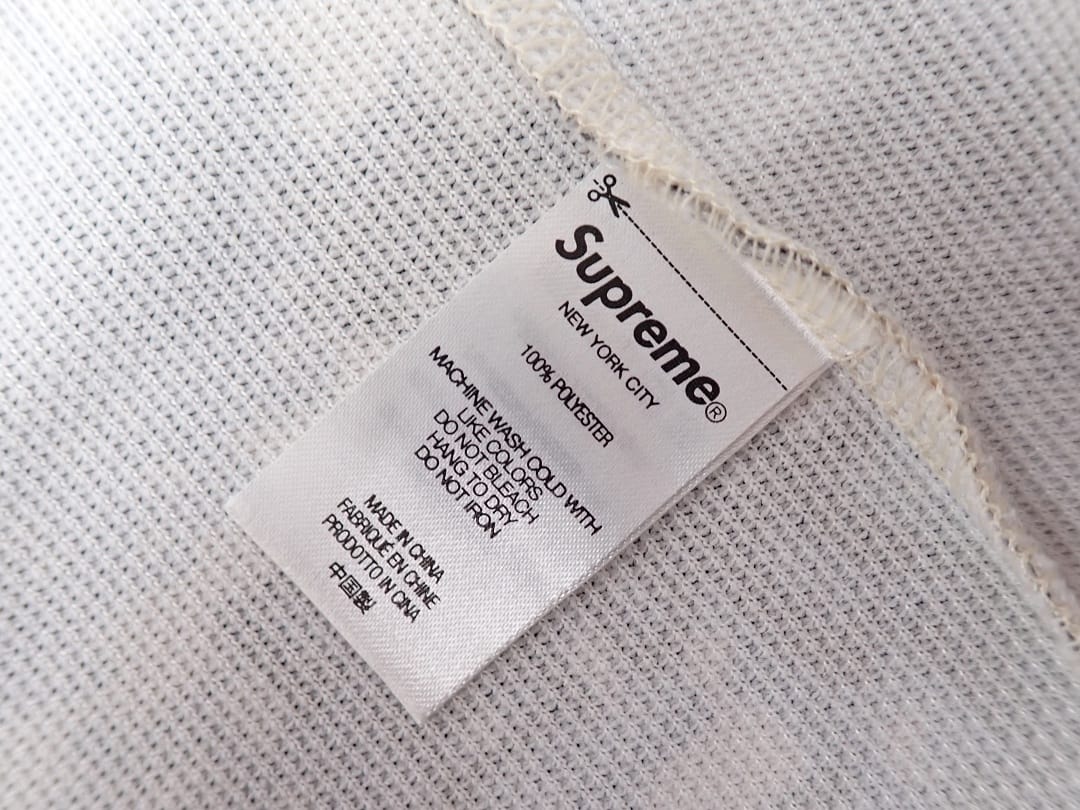 Supreme®
NEW YORK CITY
100% POLYESTER
MACHINE WASH COLD WITH
LIKE COLORS
DO NOT BLEACH
HANG TO DRY
DO NOT IRON
MADE IN CHINA
FABRIQUÉ EN CHINE
PRODOTTO IN CINA
中国製